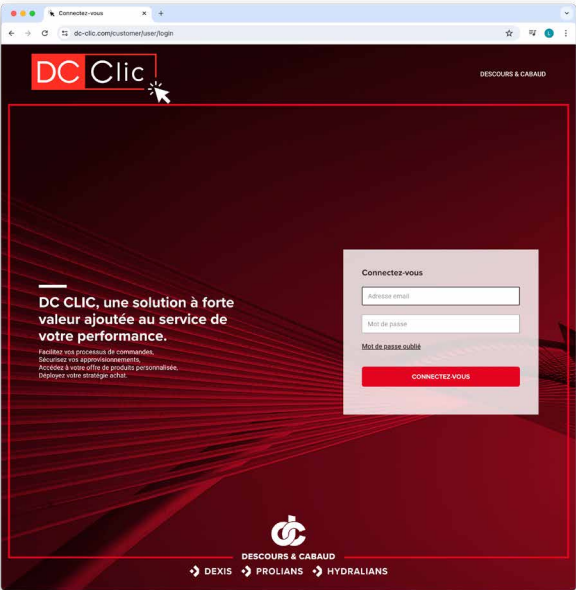 Connectez-vous
dc-clic.com/customer/user/login
DC Clic
DESCOURS & CABAUD
DC CLIC, une solution à forte
valeur ajoutée au service de
votre performance.
Facilitez vos processus de commandes,
Sécurisez vos approvisionnements,
Accédez à votre offre de produits personnalisée,
Déployez votre stratégie achat.
Connectez-vous
Adresse email
Mot de passe
Mot de passe oublié
CONNECTEZ-VOUS
dc
DESCOURS & CABAUD
DEXIS PROLIANS HYDRALIANS